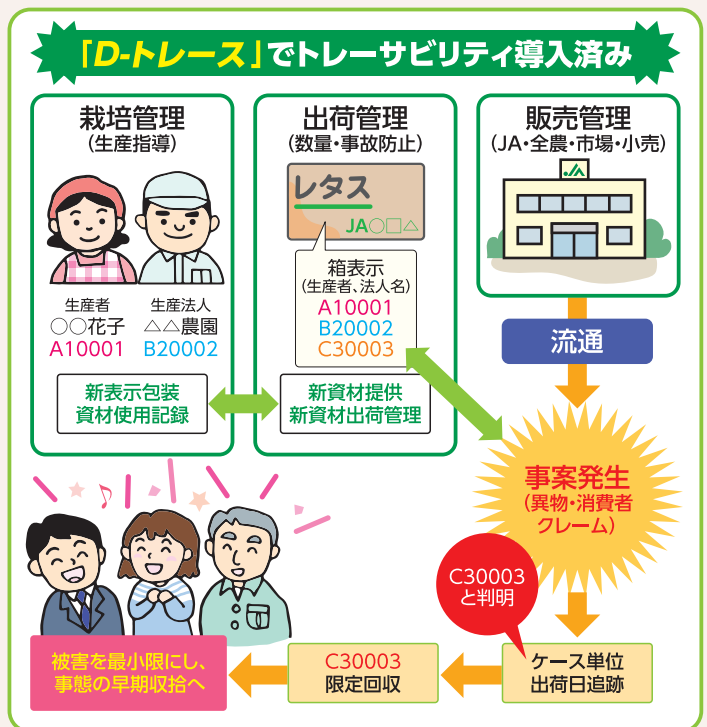 「D-トレース」でトレーサビリティ導入済み
栽培管理
（生産指導）
生産者
○○花子
A10001
生産法人
△△農園
B20002
新表示包装
資材使用記録
出荷管理
（数量・事故防止）
レタス
JA○□△
箱表示
（生産者、法人名）
A10001
B20002
C30003
新資材提供
新資材出荷管理
販売管理
（JA・全農・市場・小売）
JA
流通
事案発生
（異物・消費者
クレーム）
C30003
と判明
ケース単位
出荷日追跡
C30003
限定回収
被害を最小限にし、
事態の早期収拾へ